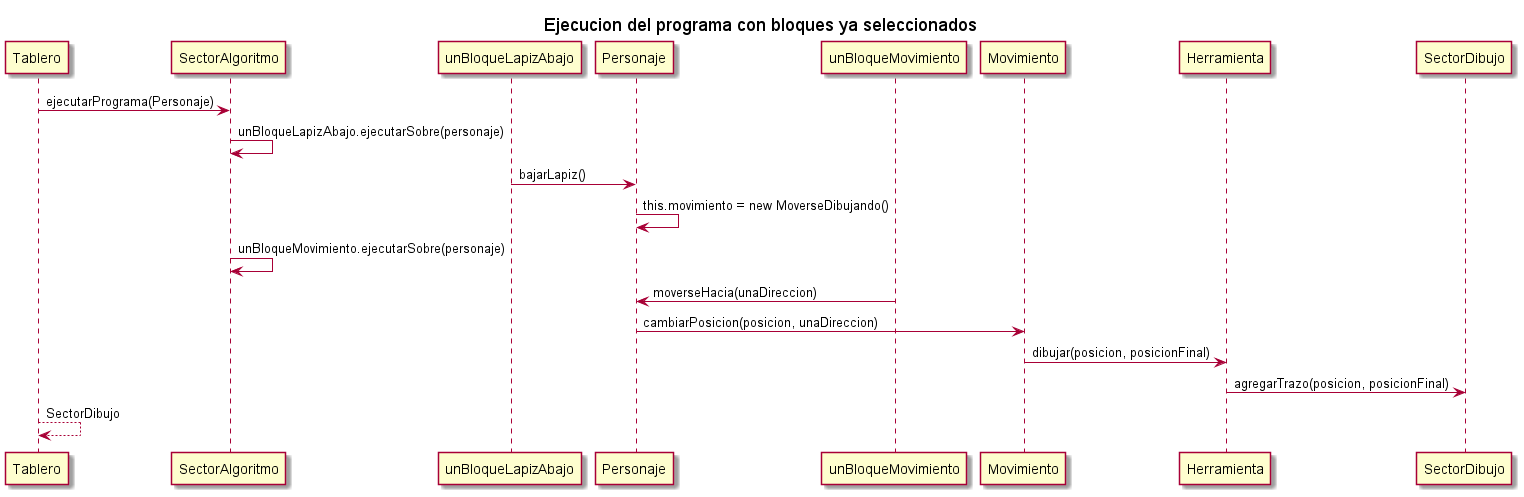 Ejecucion del programa con bloques ya seleccionados
Tablero SectorAlgoritmo unBloqueLapizAbajo Personaje unBloqueMovimiento Movimiento Herramienta SectorDibujo
ejecutarPrograma(Personaje)
unBloqueLapizAbajo.ejecutarSobre(personaje)
bajarLapiz()
this.movimiento = new MoverseDibujando()
unBloqueMovimiento.ejecutarSobre(personaje)
moverseHacia(unaDireccion)
cambiarPosicion(posicion, unaDireccion)
dibujar(posicion, posicionFinal)
agregarTrazo(posicion, posicionFinal)
SectorDibujo
Tablero SectorAlgoritmo unBloqueLapizAbajo Personaje unBloqueMovimiento Movimiento Herramienta SectorDibujo